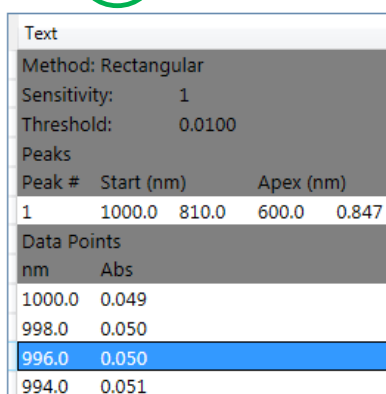 Text
Method: Rectangular
Sensitivity: 1
Threshold: 0.0100
Peaks
Peak # Start (nm) Apex (nm)
1 1000.0 810.0 600.0 0.847
Data Points
nm Abs
1000.0 0.049
998.0 0.050
996.0 0.050
994.0 0.051